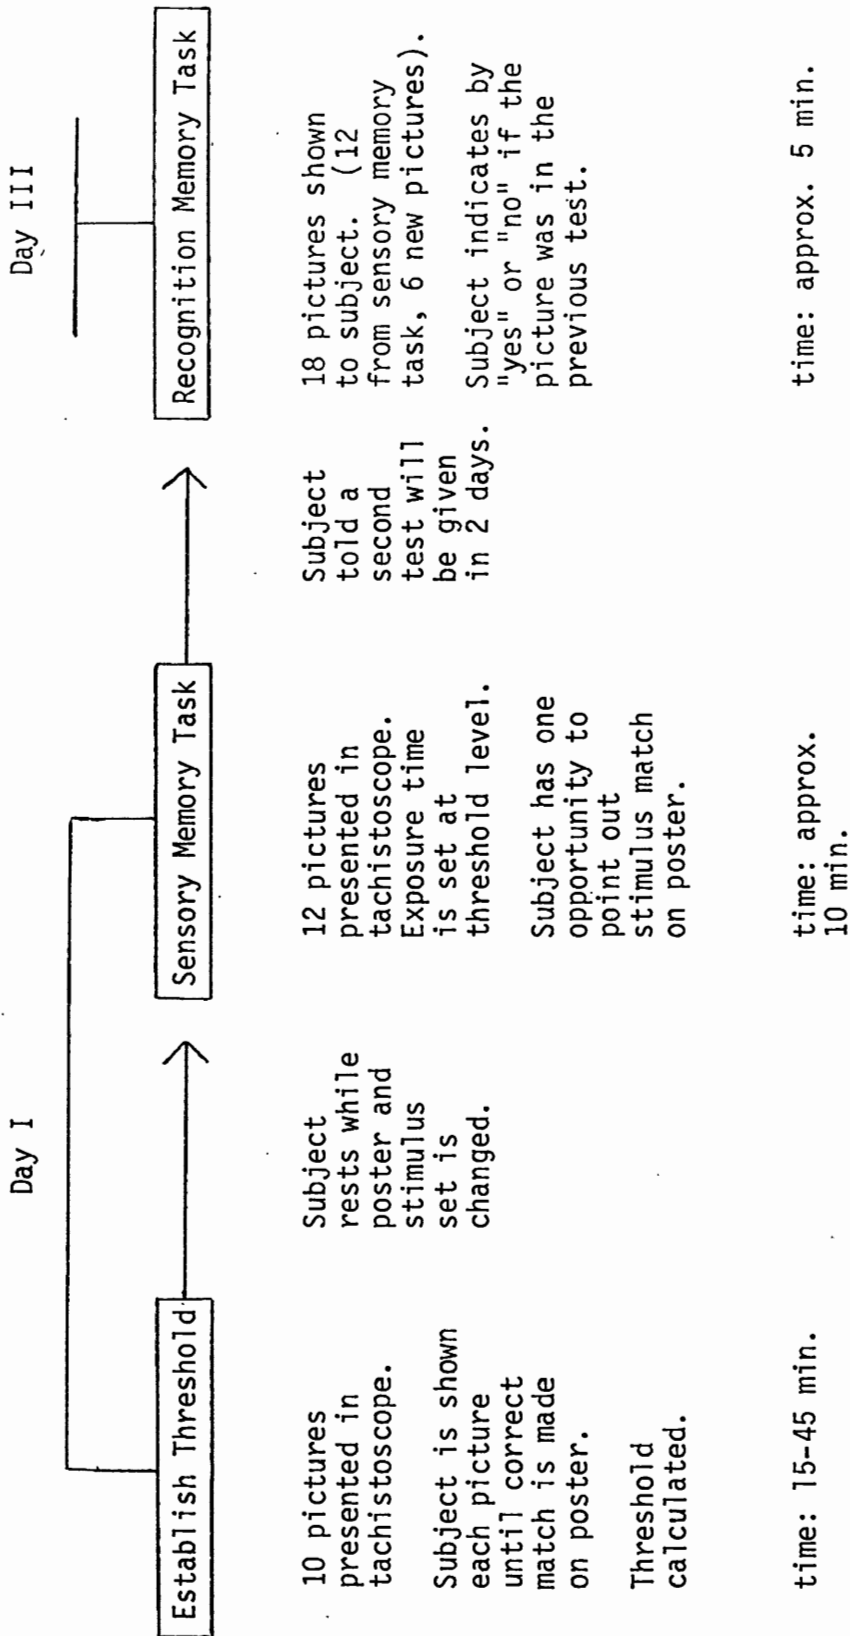 Day I
Day III
Establish Threshold
10 pictures
presented in
tachistoscope.
Subject is shown
each picture
until correct
match is made
on poster.
Threshold
calculated.
time: 15-45 min.
Subject
rests while
poster and
stimulus
set is
changed.
Sensory Memory Task
12 pictures
presented in
tachistoscope.
Exposure time
is set at
threshold level.
Subject has one
opportunity to
point out
stimulus match
on poster.
time: approx.
10 min.
Subject
told a
second
test will
be given
in 2 days.
Recognition Memory Task
18 pictures shown
to subject. (12
from sensory memory
task, 6 new pictures).
Subject indicates by
"yes" or "no" if the
picture was in the
previous test.
time: approx. 5 min.